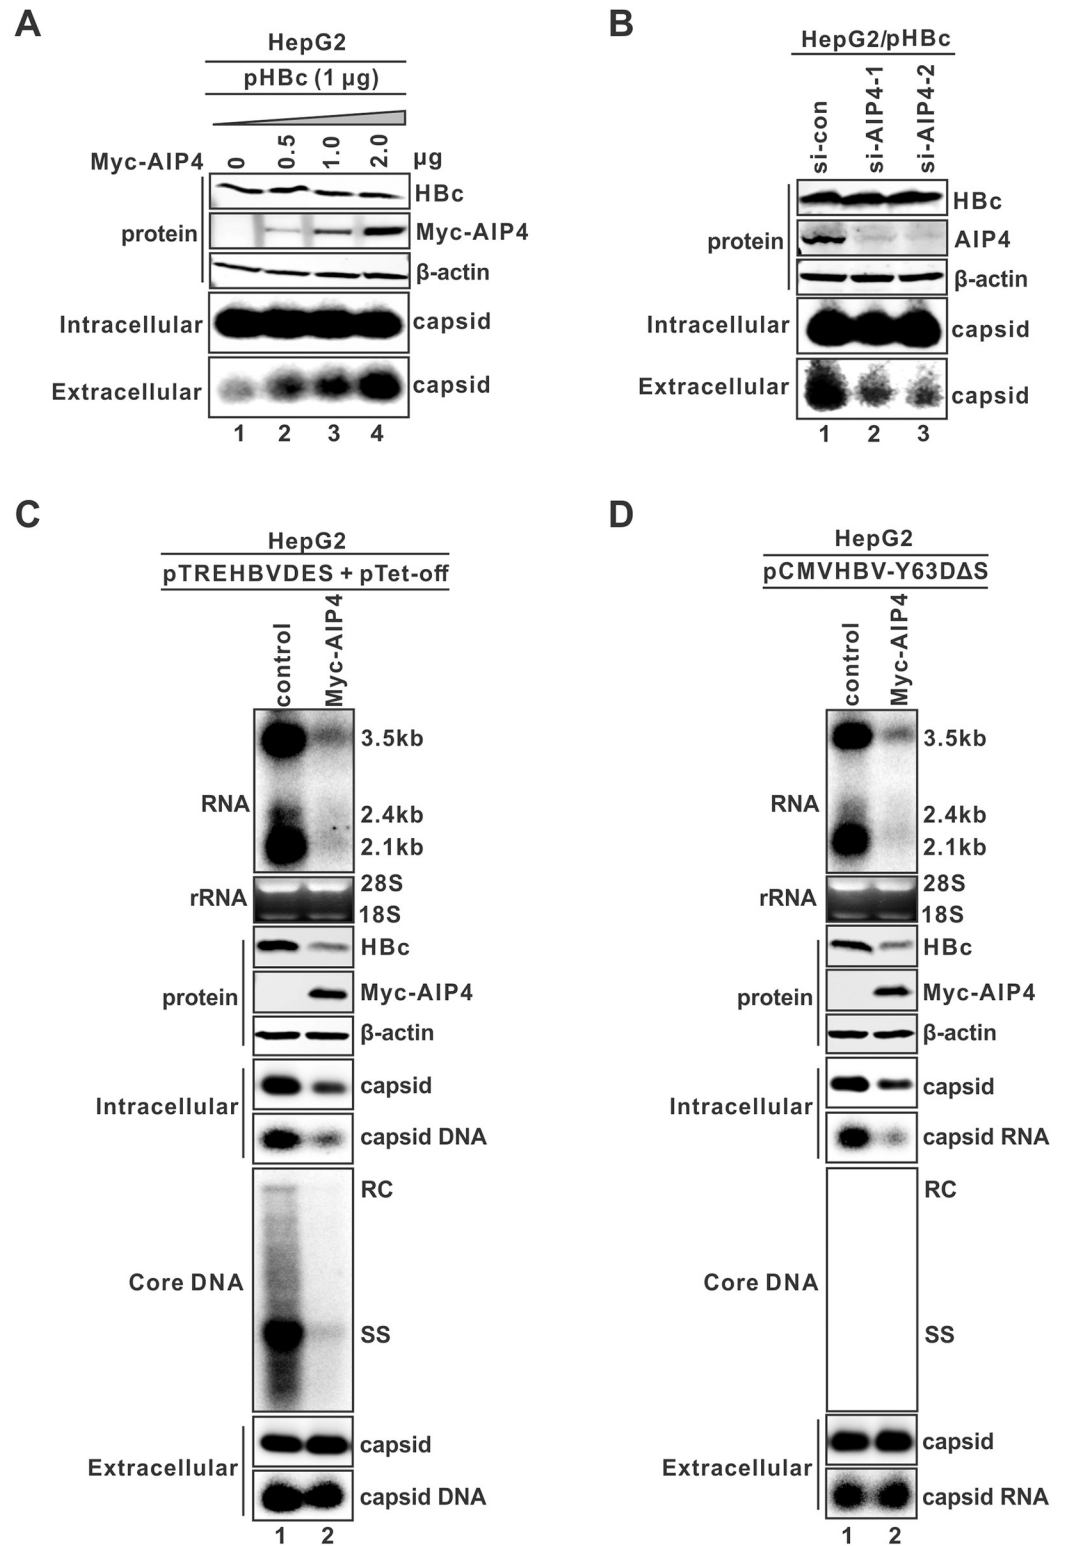 A
HepG2
pHBc (1 µg)
Myc-AIP4 0 0.5 1.0 2.0 µg
HBc
protein Myc-AIP4
β-actin
Intracellular capsid
Extracellular capsid
1 2 3 4
B
HepG2/pHBc
si-con si-AIP4-1 si-AIP4-2
HBc
protein AIP4
β-actin
Intracellular capsid
Extracellular capsid
1 2 3
C
HepG2
pTREHBVDES + pTet-off
control Myc-AIP4
3.5kb
RNA 2.4kb
2.1kb
rRNA 28S
18S
HBc
protein Myc-AIP4
β-actin
Intracellular capsid
capsid DNA
RC
Core DNA
SS
Extracellular capsid
capsid DNA
1 2
D
HepG2
pCMVHBV-Y63DΔS
control Myc-AIP4
3.5kb
RNA 2.4kb
2.1kb
rRNA 28S
18S
HBc
protein Myc-AIP4
β-actin
Intracellular capsid
capsid RNA
RC
Core DNA
SS
Extracellular capsid
capsid RNA
1 2